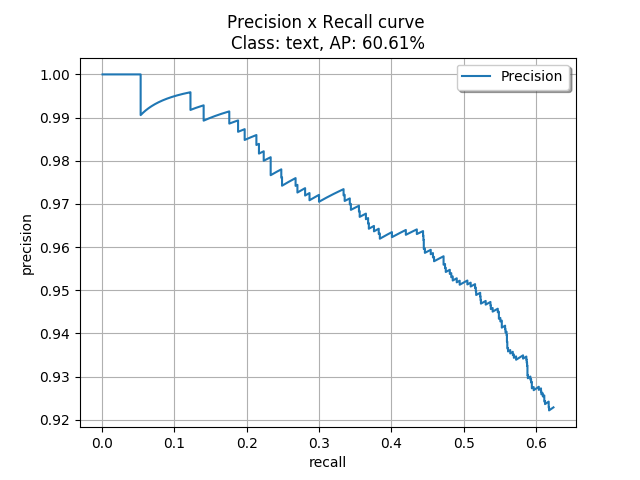 Precision x Recall curve
Class: text, AP: 60.61%
Precision
1.00
0.99
0.98
0.97
0.96
0.95
0.94
0.93
0.92
precision
0.0 0.1 0.2 0.3 0.4 0.5 0.6
recall